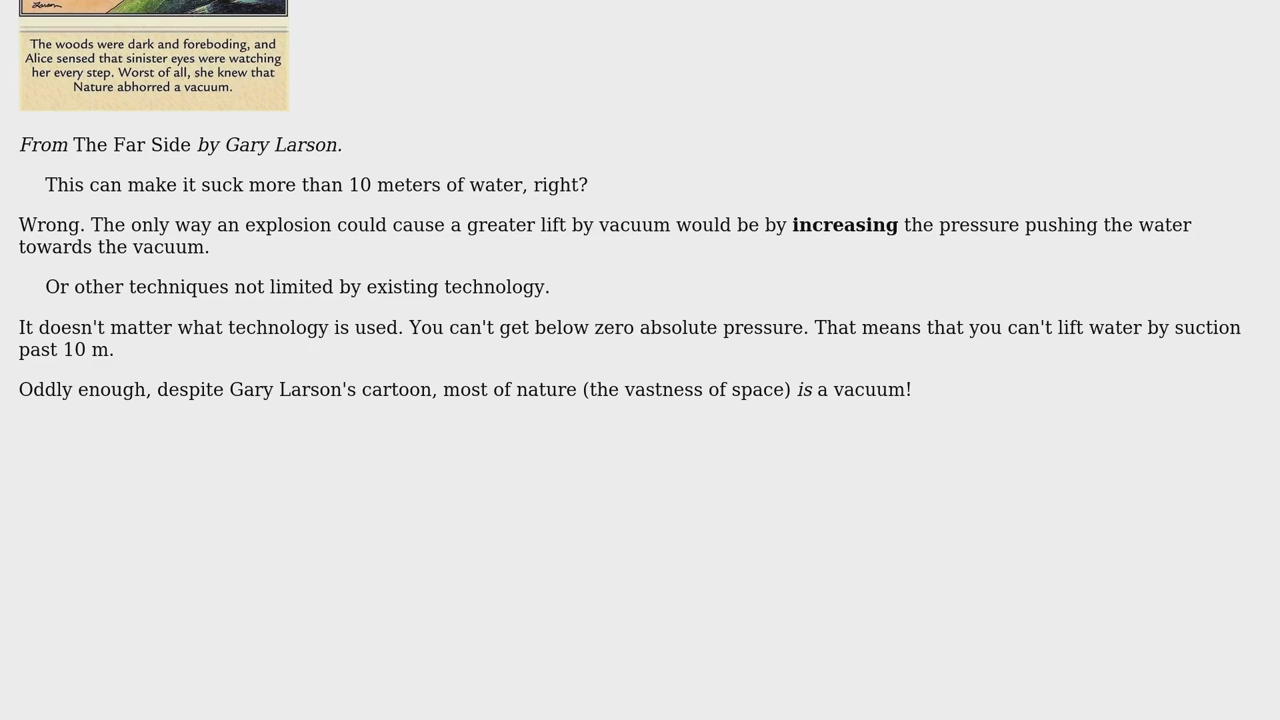 Larson
The woods were dark and foreboding, and
Alice sensed that sinister eyes were watching
her every step. Worst of all, she knew that
Nature abhorred a vacuum.
From The Far Side by Gary Larson.
This can make it suck more than 10 meters of water, right?
Wrong. The only way an explosion could cause a greater lift by vacuum would be by increasing the pressure pushing the water
towards the vacuum.
Or other techniques not limited by existing technology.
It doesn't matter what technology is used. You can't get below zero absolute pressure. That means that you can't lift water by suction
past 10 m.
Oddly enough, despite Gary Larson's cartoon, most of nature (the vastness of space) is a vacuum!